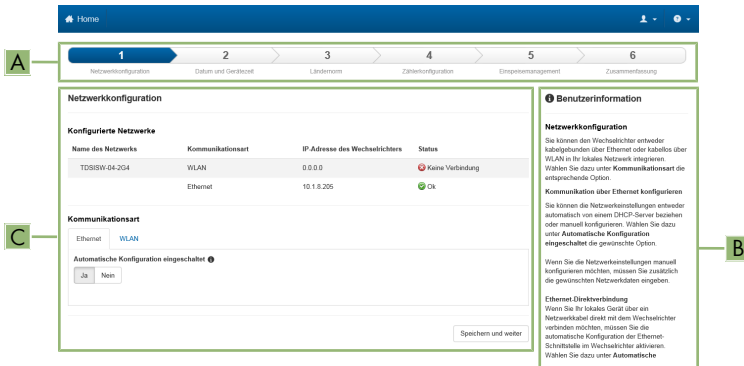 Home
A
1 2 3 4 5 6
Netzwerkkonfiguration Datum und Gerätezeit Ländernorm Zählerkonfiguration Einspeisemanagement Zusammenfassung
C
Netzwerkkonfiguration
Konfigurierte Netzwerke
Name des Netzwerks Kommunikationsart IP-Adresse des Wechselrichters Status
TDSISW-04-2G4 WLAN 0.0.0.0 Keine Verbindung
Ethernet 10.1.8.205 Ok
Kommunikationsart
Ethernet WLAN
Automatische Konfiguration eingeschaltet
Ja Nein
Speichern und weiter
B
Benutzerinformation
Netzwerkkonfiguration
Sie können den Wechselrichter entweder
kabelgebunden über Ethernet oder kabellos über
WLAN in Ihr lokales Netzwerk integrieren.
Wählen Sie dazu unter Kommunikationsart die
entsprechende Option.
Kommunikation über Ethernet konfigurieren
Sie können die Netzwerkeinstellungen entweder
automatisch von einem DHCP-Server beziehen
oder manuell konfigurieren. Wählen Sie dazu
unter Automatische Konfiguration
eingeschaltet die gewünschte Option.
Wenn Sie die Netzwerkeinstellungen manuell
konfigurieren möchten, müssen Sie zusätzlich
die gewünschten Netzwerkdaten eingeben.
Ethernet-Direktverbindung
Wenn Sie Ihr lokales Gerät über ein
Netzwerkkabel direkt mit dem Wechselrichter
verbinden möchten, müssen Sie die
automatische Konfiguration der Ethernet-
Schnittstelle im Wechselrichter aktivieren.
Wählen Sie dazu unter Automatische